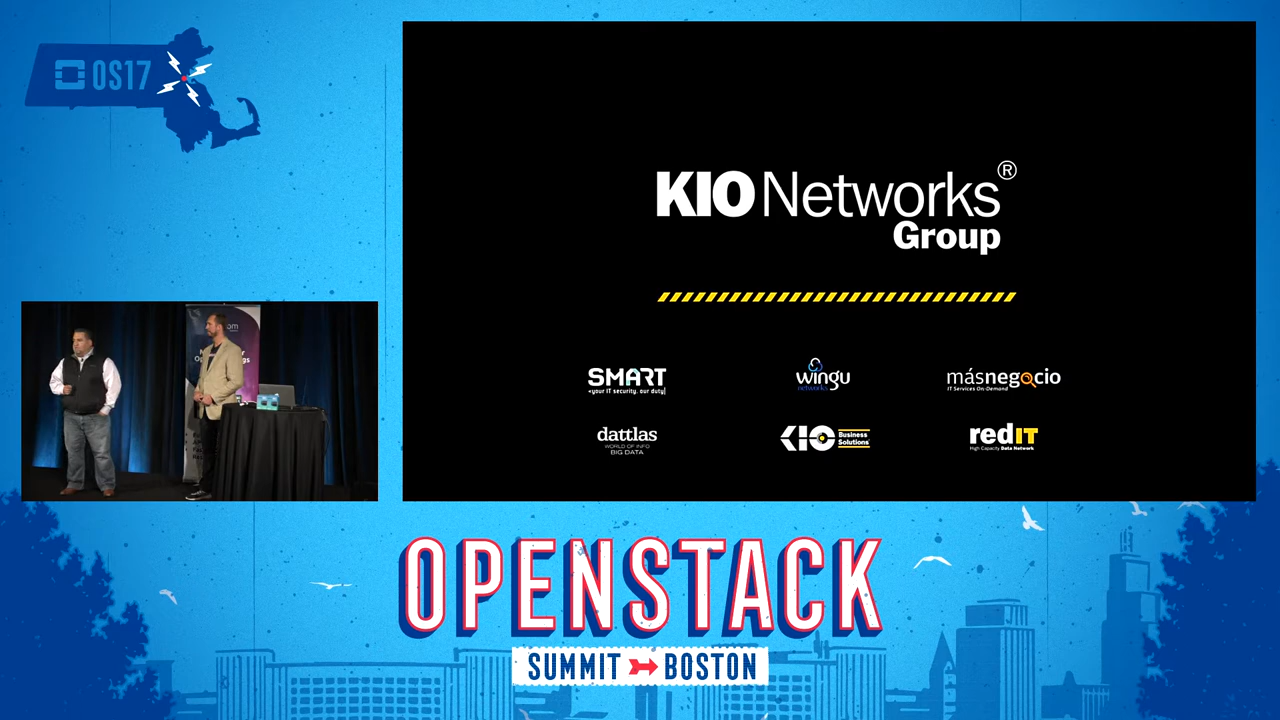 OS17
KIO Networks®
Group
SMART
«your IT security, our duty|
wingu
networks
másnegocio
IT Services On-Demand
dattlas
WORLD OF INFO
BIG DATA
KIO Business
Solutions
redIT
High Capacity Data Network
OPENSTACK
SUMMIT BOSTON